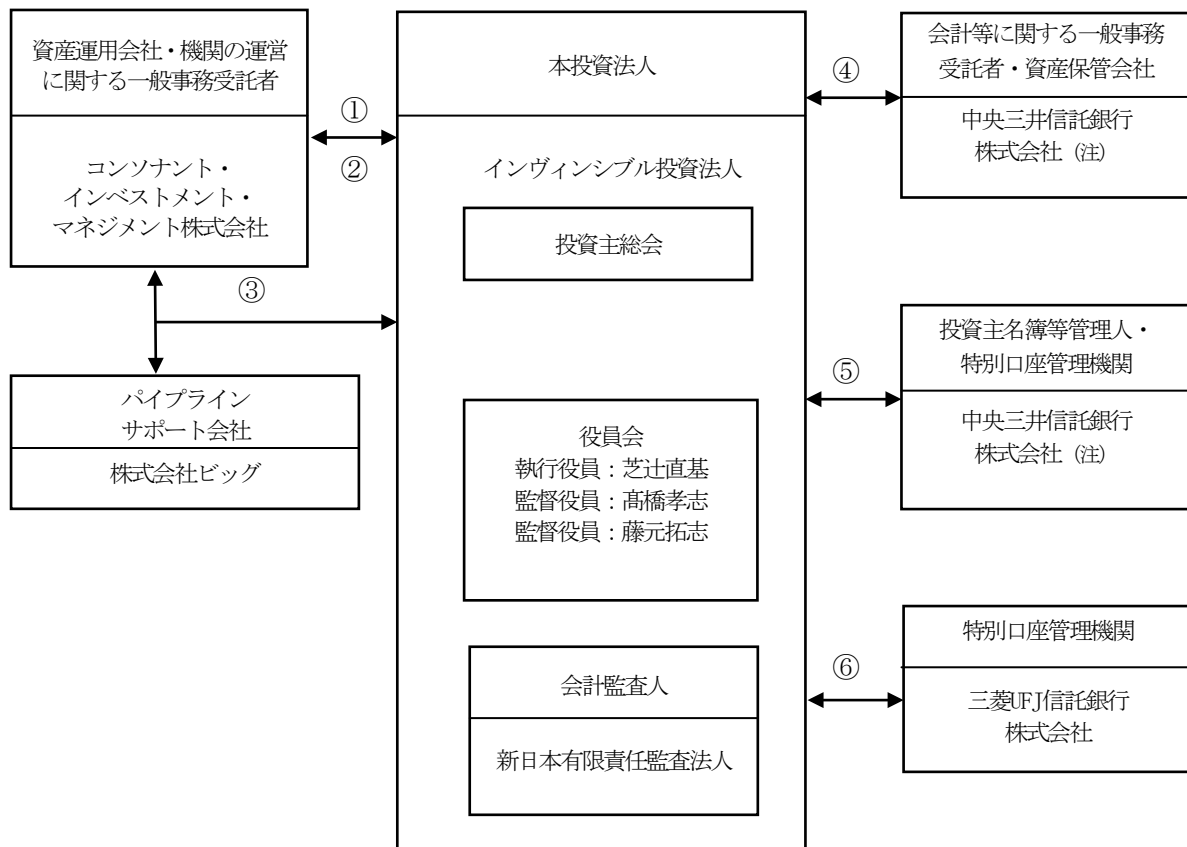 資産運用会社・機関の運営
に関する一般事務受託者
コンソナント・
インベストメント・
マネジメント株式会社
①
②
③
パイプライン
サポート会社
株式会社ビッグ
本投資法人
インヴィンシブル投資法人
投資主総会
役員会
執行役員：芝辻直基
監督役員：髙橋孝志
監督役員：藤元拓志
会計監査人
新日本有限責任監査法人
④
会計等に関する一般事務
受託者・資産保管会社
中央三井信託銀行
株式会社（注）
⑤
投資主名簿等管理人・
特別口座管理機関
中央三井信託銀行
株式会社（注）
⑥
特別口座管理機関
三菱UFJ信託銀行
株式会社